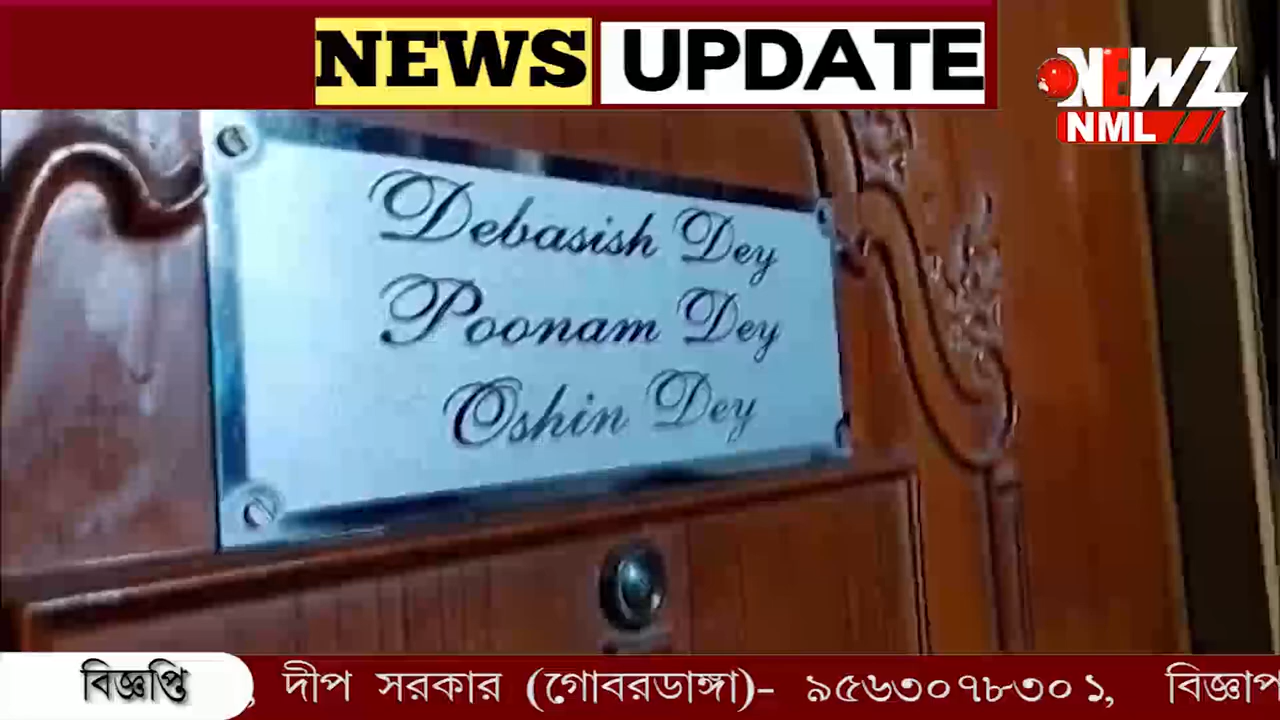 NEWS UPDATE
NEWZ
NML
Debasish Dey
Poonam Dey
Oshin Dey
বিজ্ঞপ্তি , দীপ সরকার (গোবরডাঙ্গা)- ৯৫৬৩০৭৮৩০১, বিজ্ঞাপ